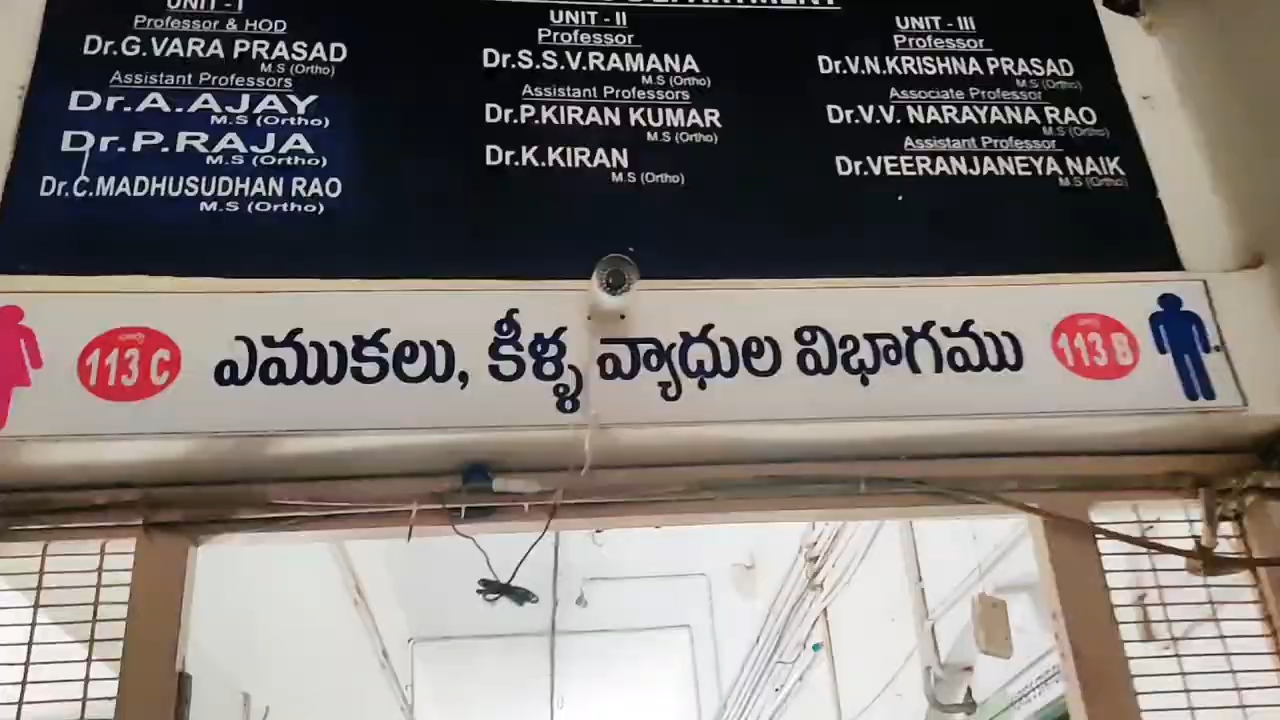 UNIT - I
Professor & HOD
Dr.G.VARA PRASAD
M.S (Ortho)
Assistant Professors
Dr.A.AJAY
M.S (Ortho)
Dr.P.RAJA
M.S (Ortho)
Dr.C.MADHUSUDHAN RAO
M.S (Ortho)
UNIT - II
Professor
Dr.S.S.V.RAMANA
M.S (Ortho)
Assistant Professors
Dr.P.KIRAN KUMAR
M.S (Ortho)
Dr.K.KIRAN
M.S (Ortho)
UNIT - III
Professor
Dr.V.N.KRISHNA PRASAD
M.S (Ortho)
Associate Professor
Dr.V.V. NARAYANA RAO
M.S (Ortho)
Assistant Professor
Dr.VEERANJANEYA NAIK
M.S (Ortho)
113 C
ఎముకలు, కీళ్ళ వ్యాధుల విభాగము
113 B